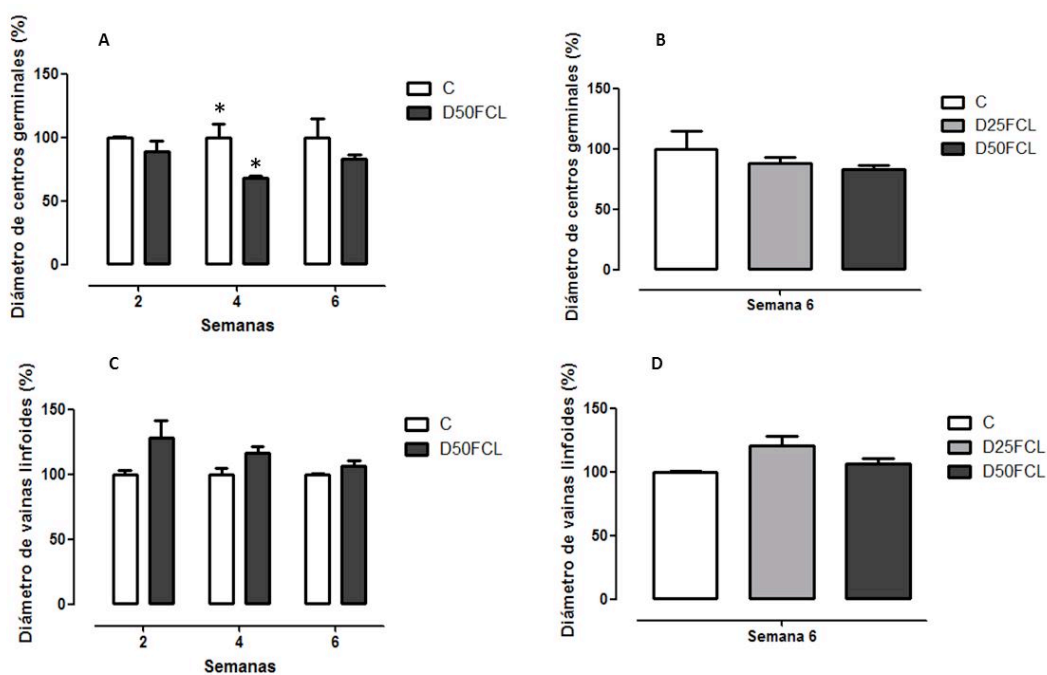 A
Diámetro de centros germinales (%)
150
100
50
0
*
*
2
4
6
Semanas
C
D50FCL
B
Diámetro de centros germinales (%)
150
100
50
0
Semana 6
C
D25FCL
D50FCL
C
Diámetro de vainas linfoides (%)
150
100
50
0
2
4
6
Semanas
C
D50FCL
D
Diámetro de vainas linfoides (%)
150
100
50
0
Semana 6
C
D25FCL
D50FCL